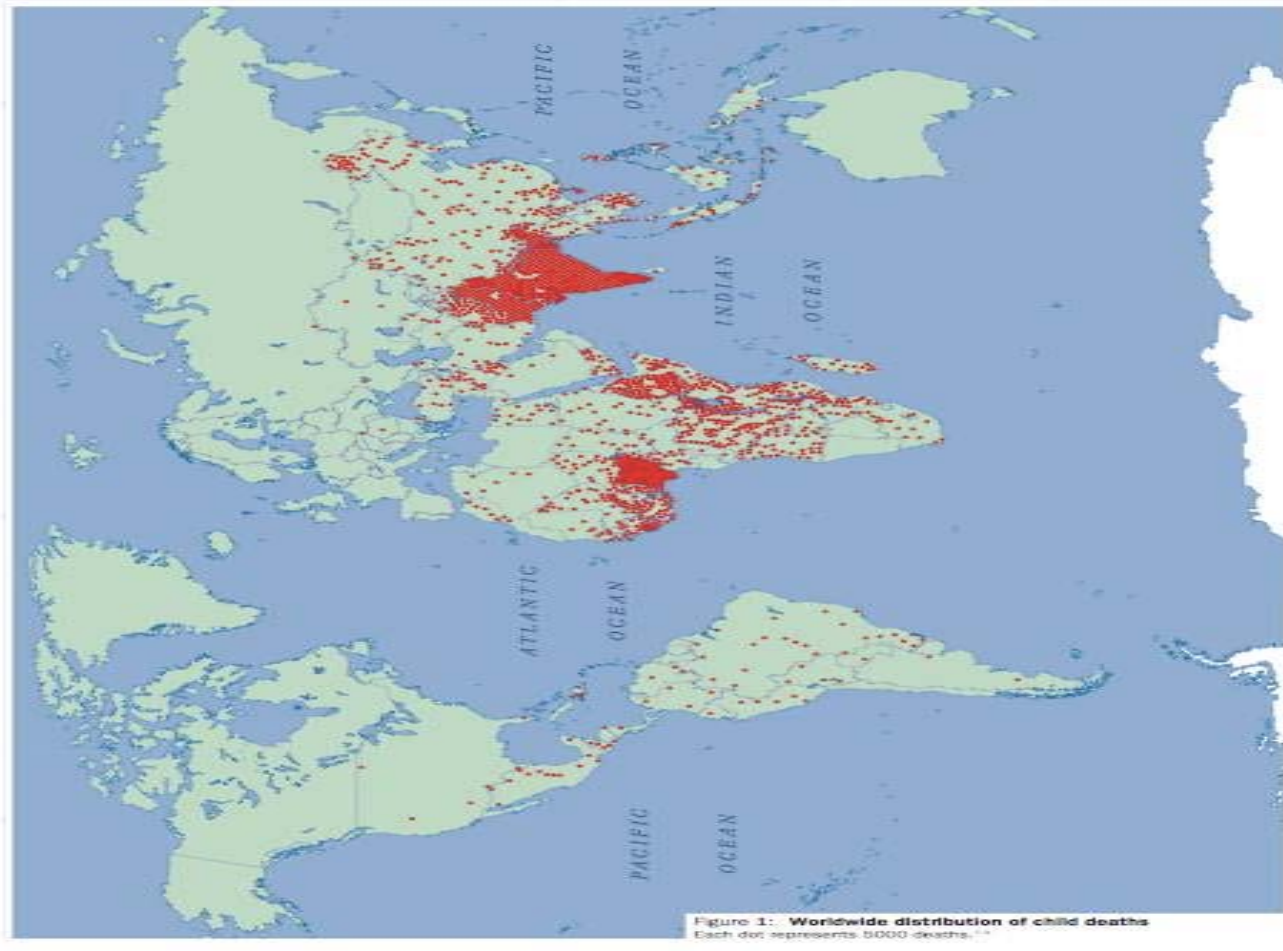 PACIFIC
OCEAN
INDIAN
OCEAN
ATLANTIC
OCEAN
PACIFIC
OCEAN
Figure 1: Worldwide distribution of child deaths
Each dot represents 5000 deaths.